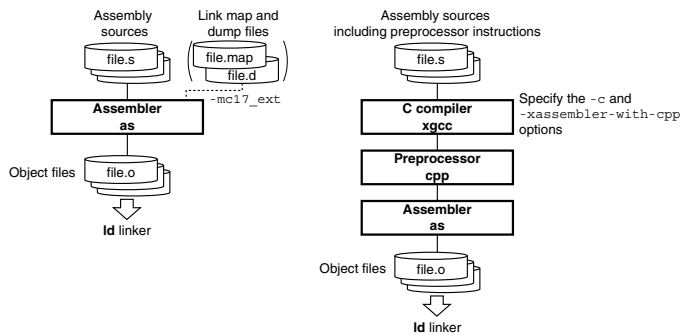 Assembly
sources
file.s
Link map and
dump files
file.map
file.d
-mc17_ext
Assembler
as
Object files
file.o
ld linker
Assembly sources
including preprocessor instructions
file.s
C compiler
xgcc
Specify the -c and
-xassembler-with-cpp
options
Preprocessor
cpp
Assembler
as
Object files
file.o
ld linker